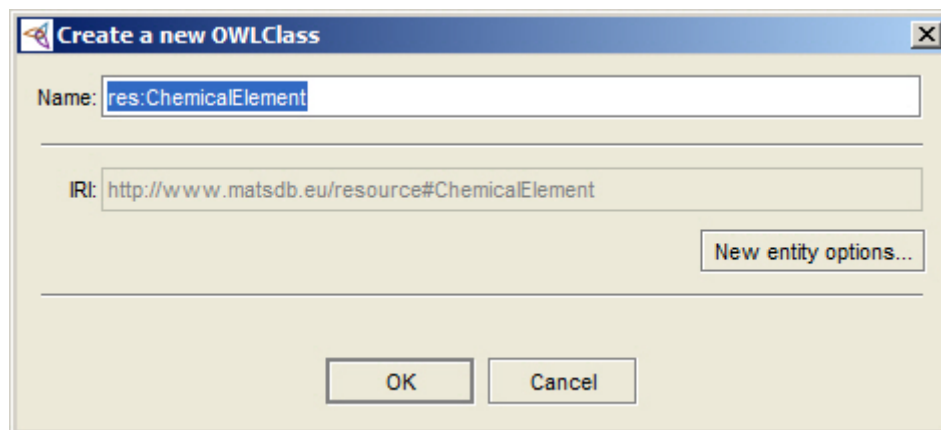 Create a new OWLClass
Name: res:ChemicalElement
IRI: http://www.matsdb.eu/resource#ChemicalElement
New entity options...
OK Cancel